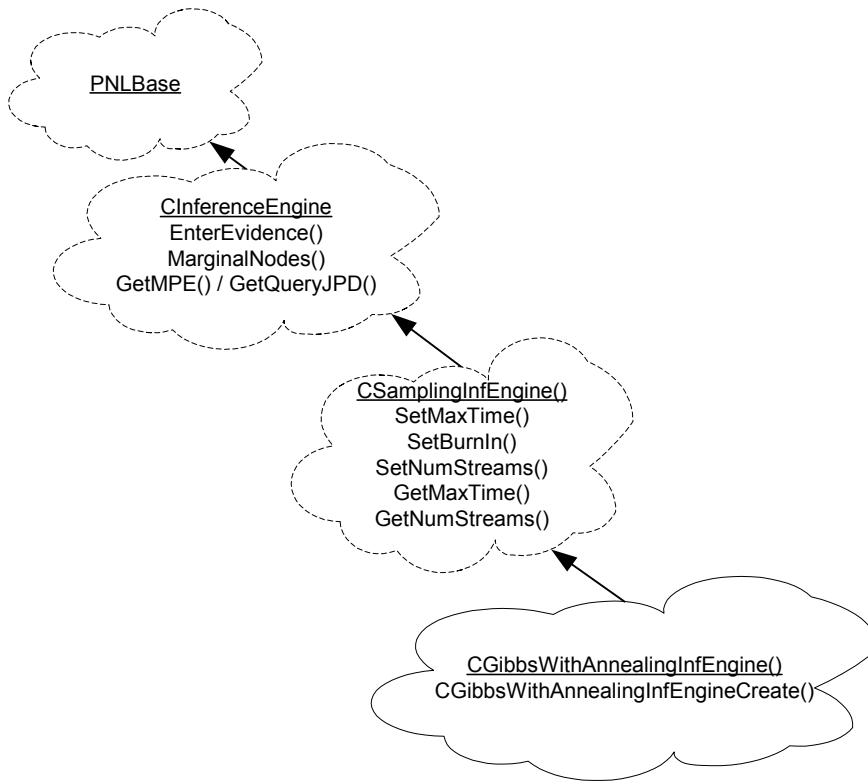 PNLBase
CInferenceEngine
EnterEvidence()
MarginalNodes()
GetMPE() / GetQueryJPD()
CSamplingInfEngine()
SetMaxTime()
SetBurnIn()
SetNumStreams()
GetMaxTime()
GetNumStreams()
CGibbsWithAnnealingInfEngine()
CGibbsWithAnnealingInfEngineCreate()